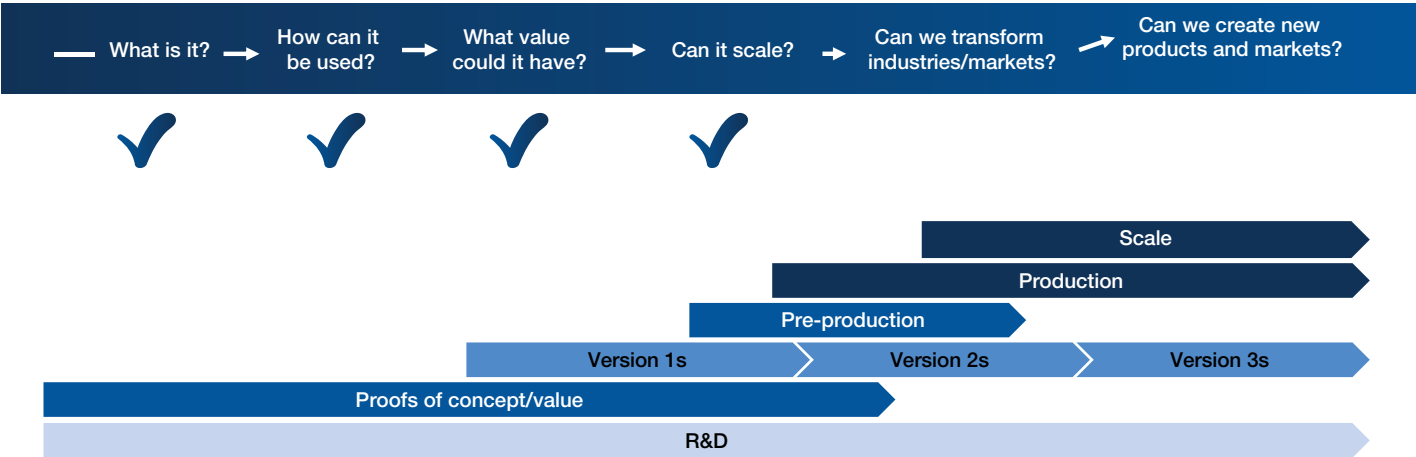 What is it?
How can it
be used?
What value
could it have?
Can it scale?
Can we transform
industries/markets?
Can we create new
products and markets?
Scale
Production
Pre-production
Version 1s
Version 2s
Version 3s
Proofs of concept/value
R&D